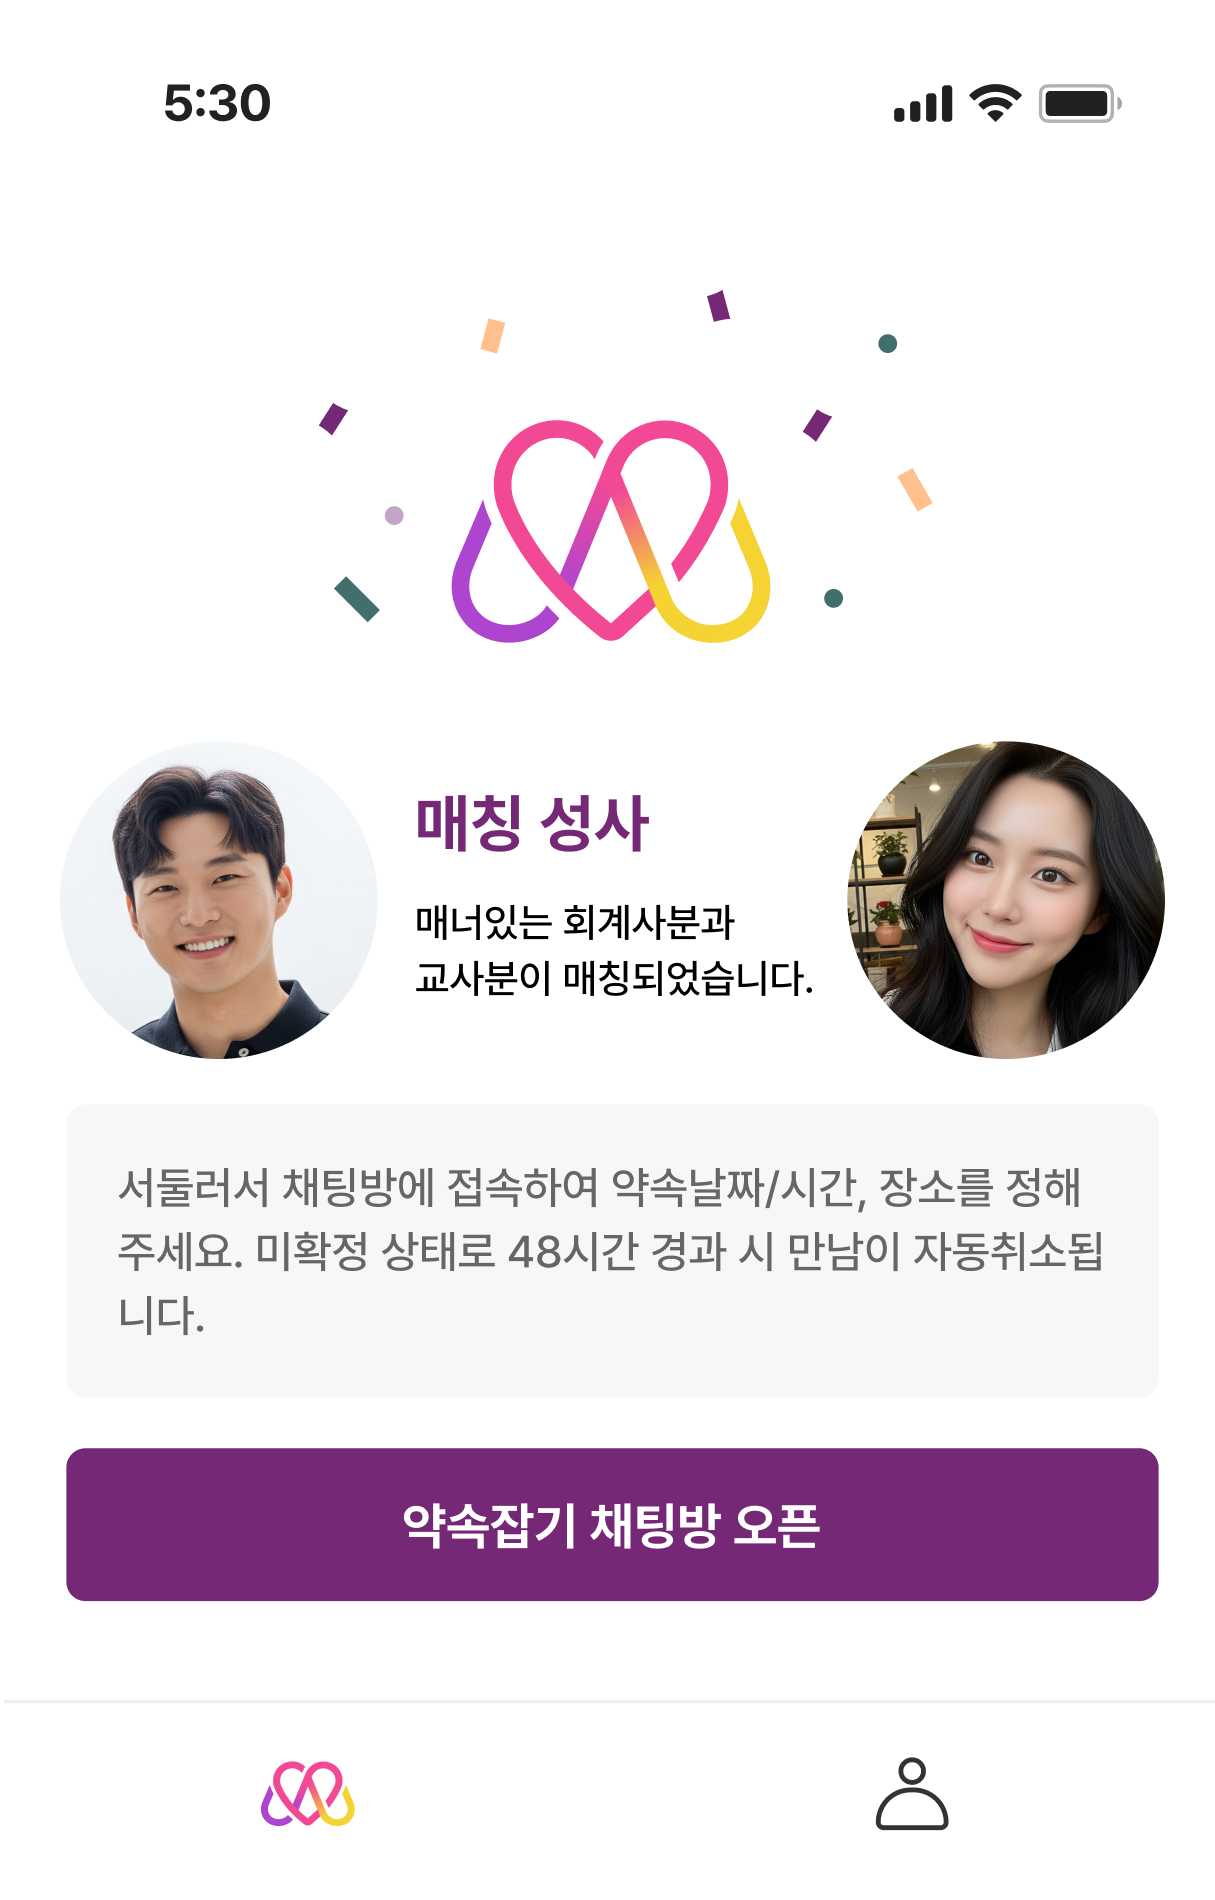 5:30
매칭 성사
매너있는 회계사분과
교사분이 매칭되었습니다.
서둘러서 채팅방에 접속하여 약속날짜/시간, 장소를 정해
주세요. 미확정 상태로 48시간 경과 시 만남이 자동취소됩
니다.
약속잡기 채팅방 오픈